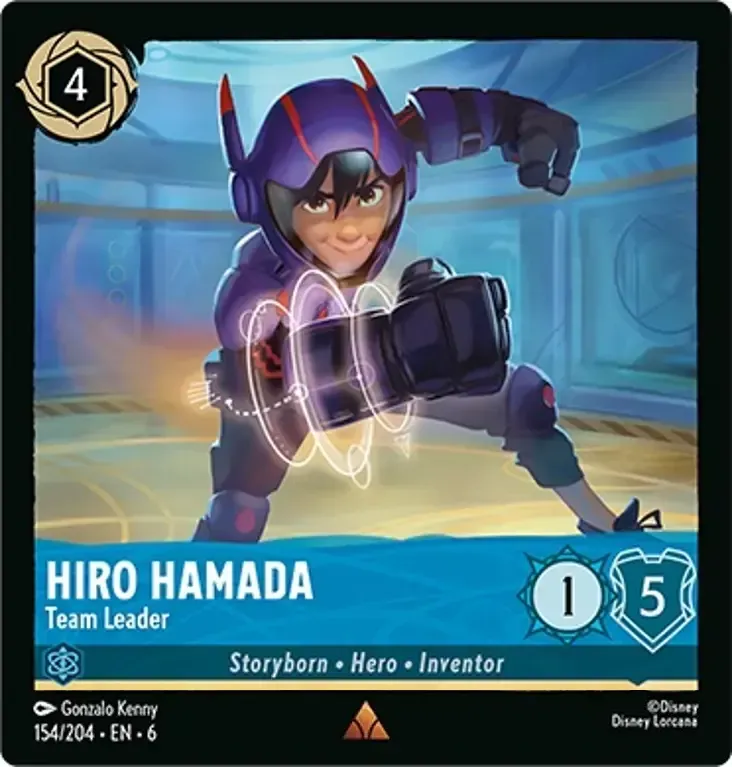 4
HIRO HAMADA
Team Leader
1
5
Storyborn • Hero • Inventor
Gonzalo Kenny
154/204 • EN • 6
©Disney
Disney Lorcana